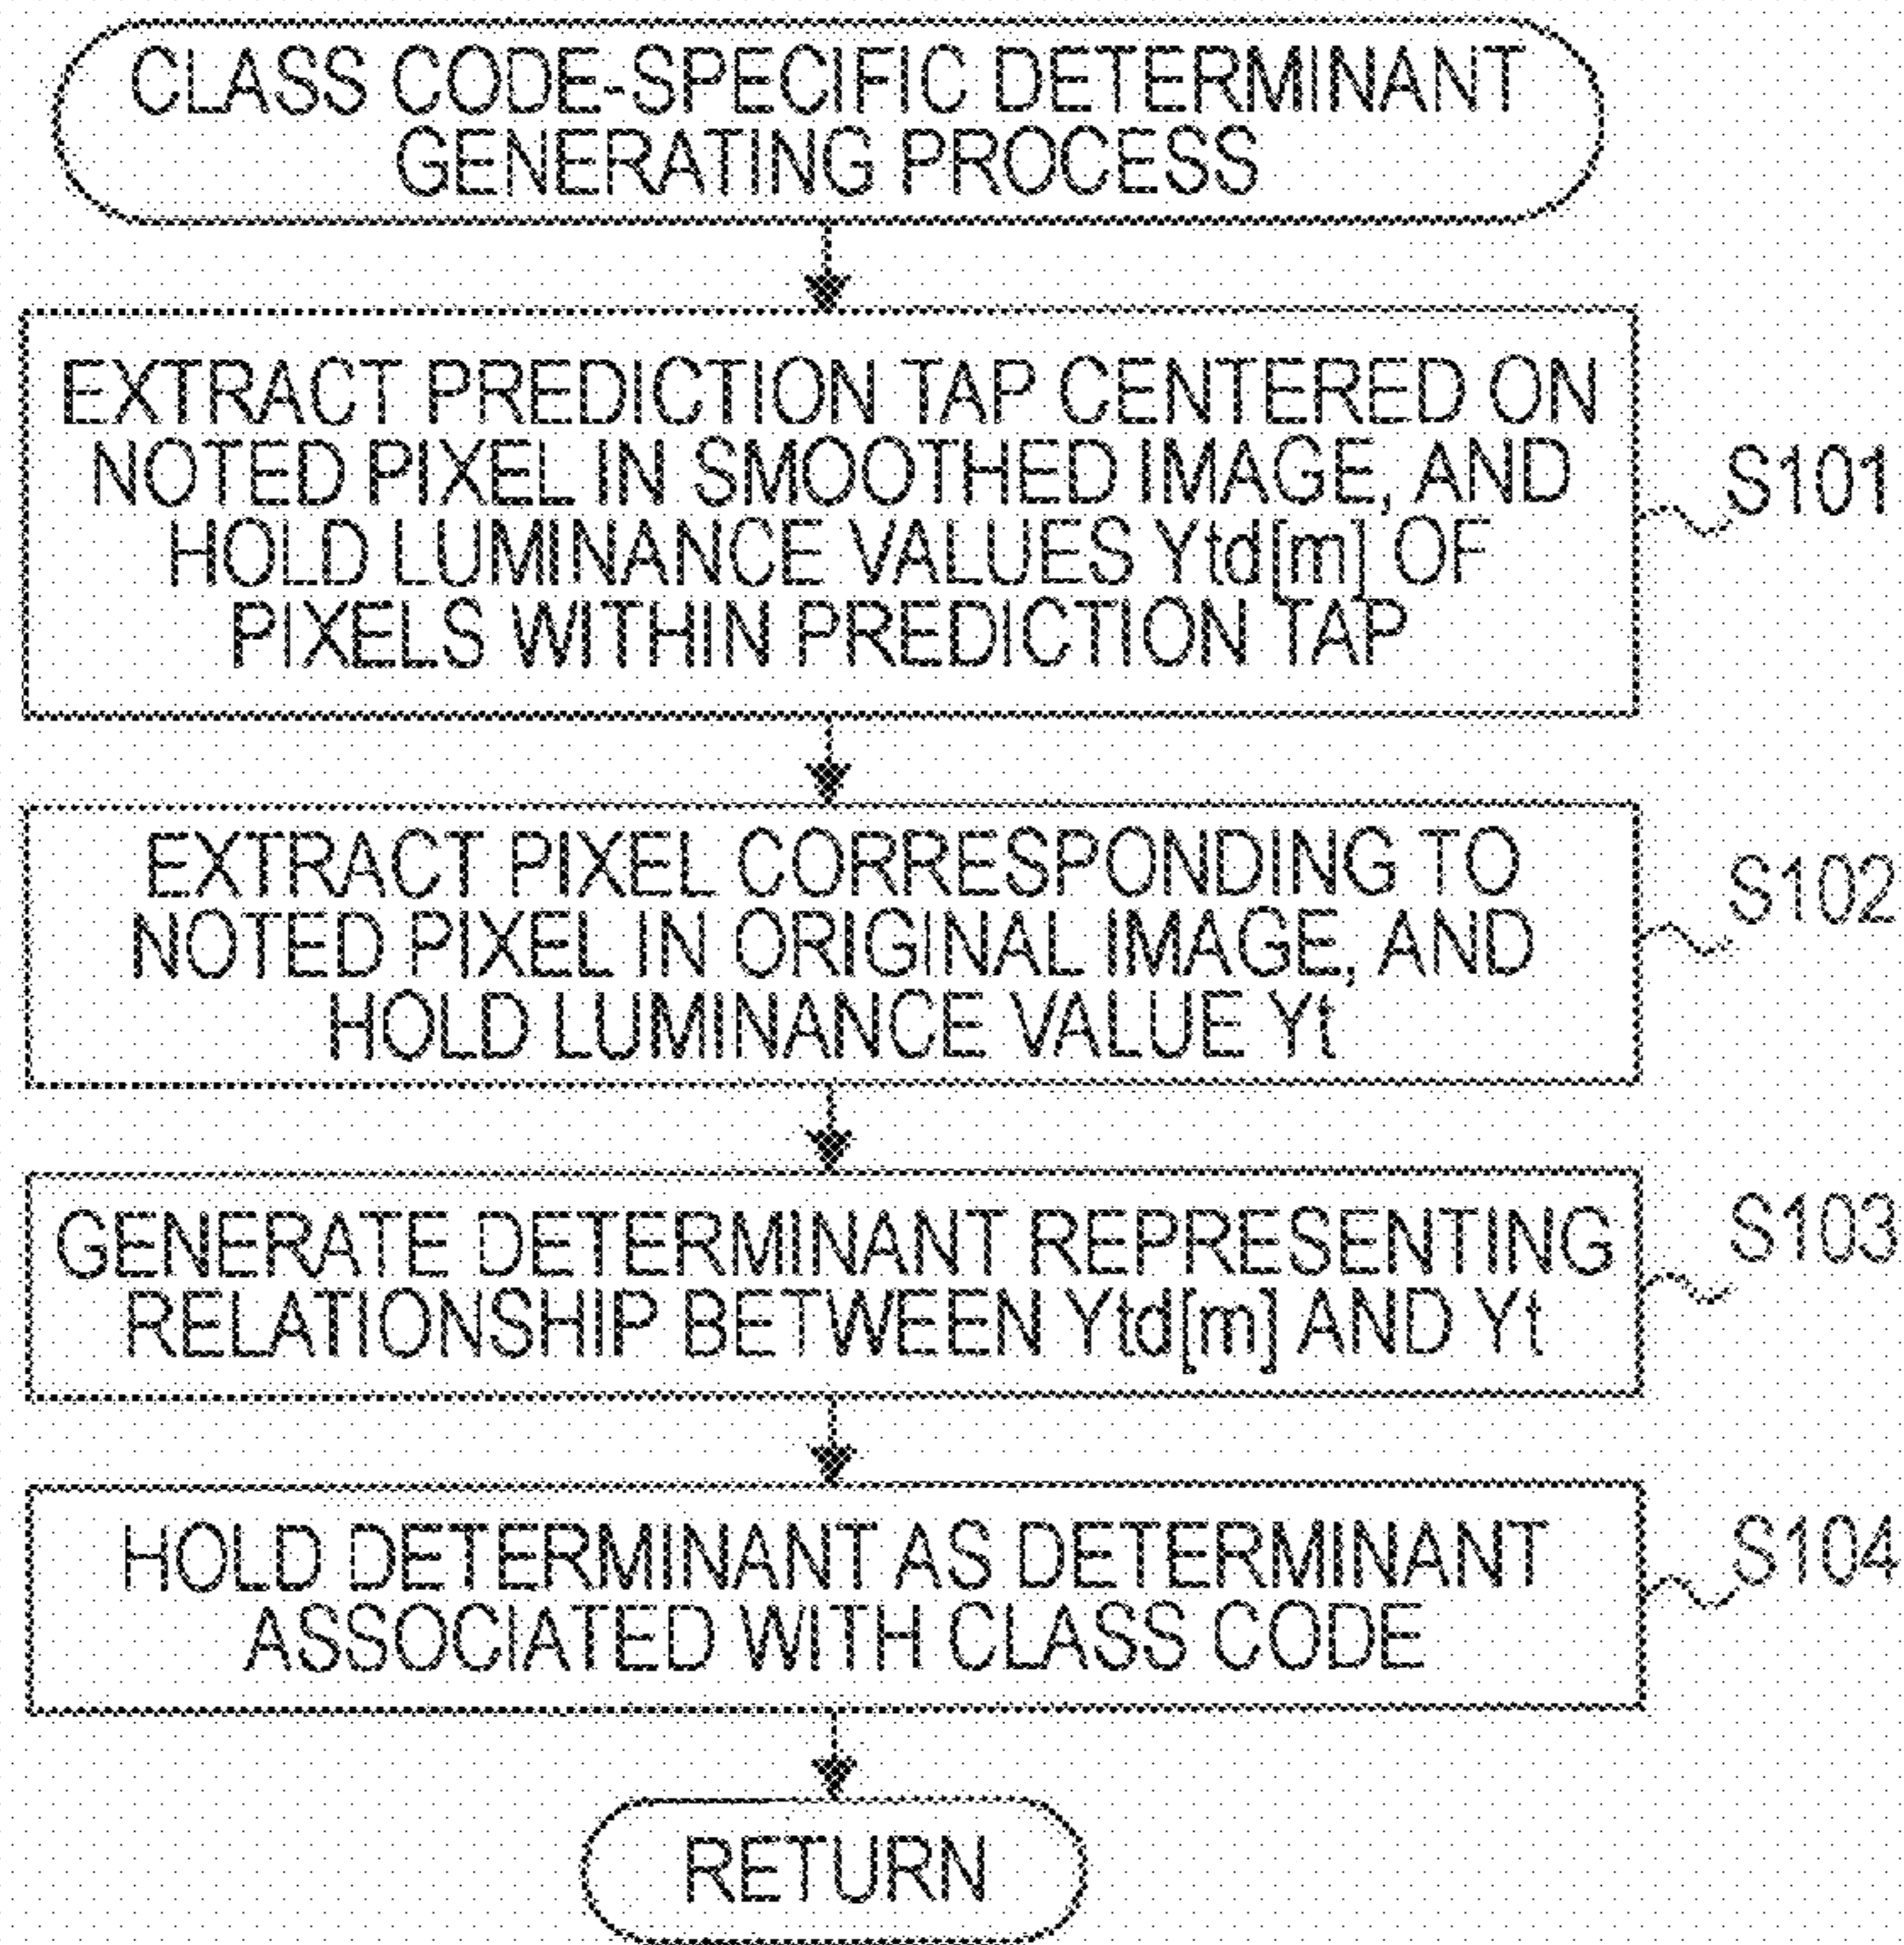 CLASS CODE-SPECIFIC DETERMINANT
GENERATING PROCESS
EXTRACT PREDICTION TAP CENTERED ON
NOTED PIXEL IN SMOOTHED IMAGE, AND
HOLD LUMINANCE VALUES Ytd[m] OF
PIXELS WITHIN PREDICTION TAP
S101
EXTRACT PIXEL CORRESPONDING TO
NOTED PIXEL IN ORIGINAL IMAGE, AND
HOLD LUMINANCE VALUE Yt
S102
GENERATE DETERMINANT REPRESENTING
RELATIONSHIP BETWEEN Ytd[m] AND Yt
S103
HOLD DETERMINANT AS DETERMINANT
ASSOCIATED WITH CLASS CODE
S104
RETURN